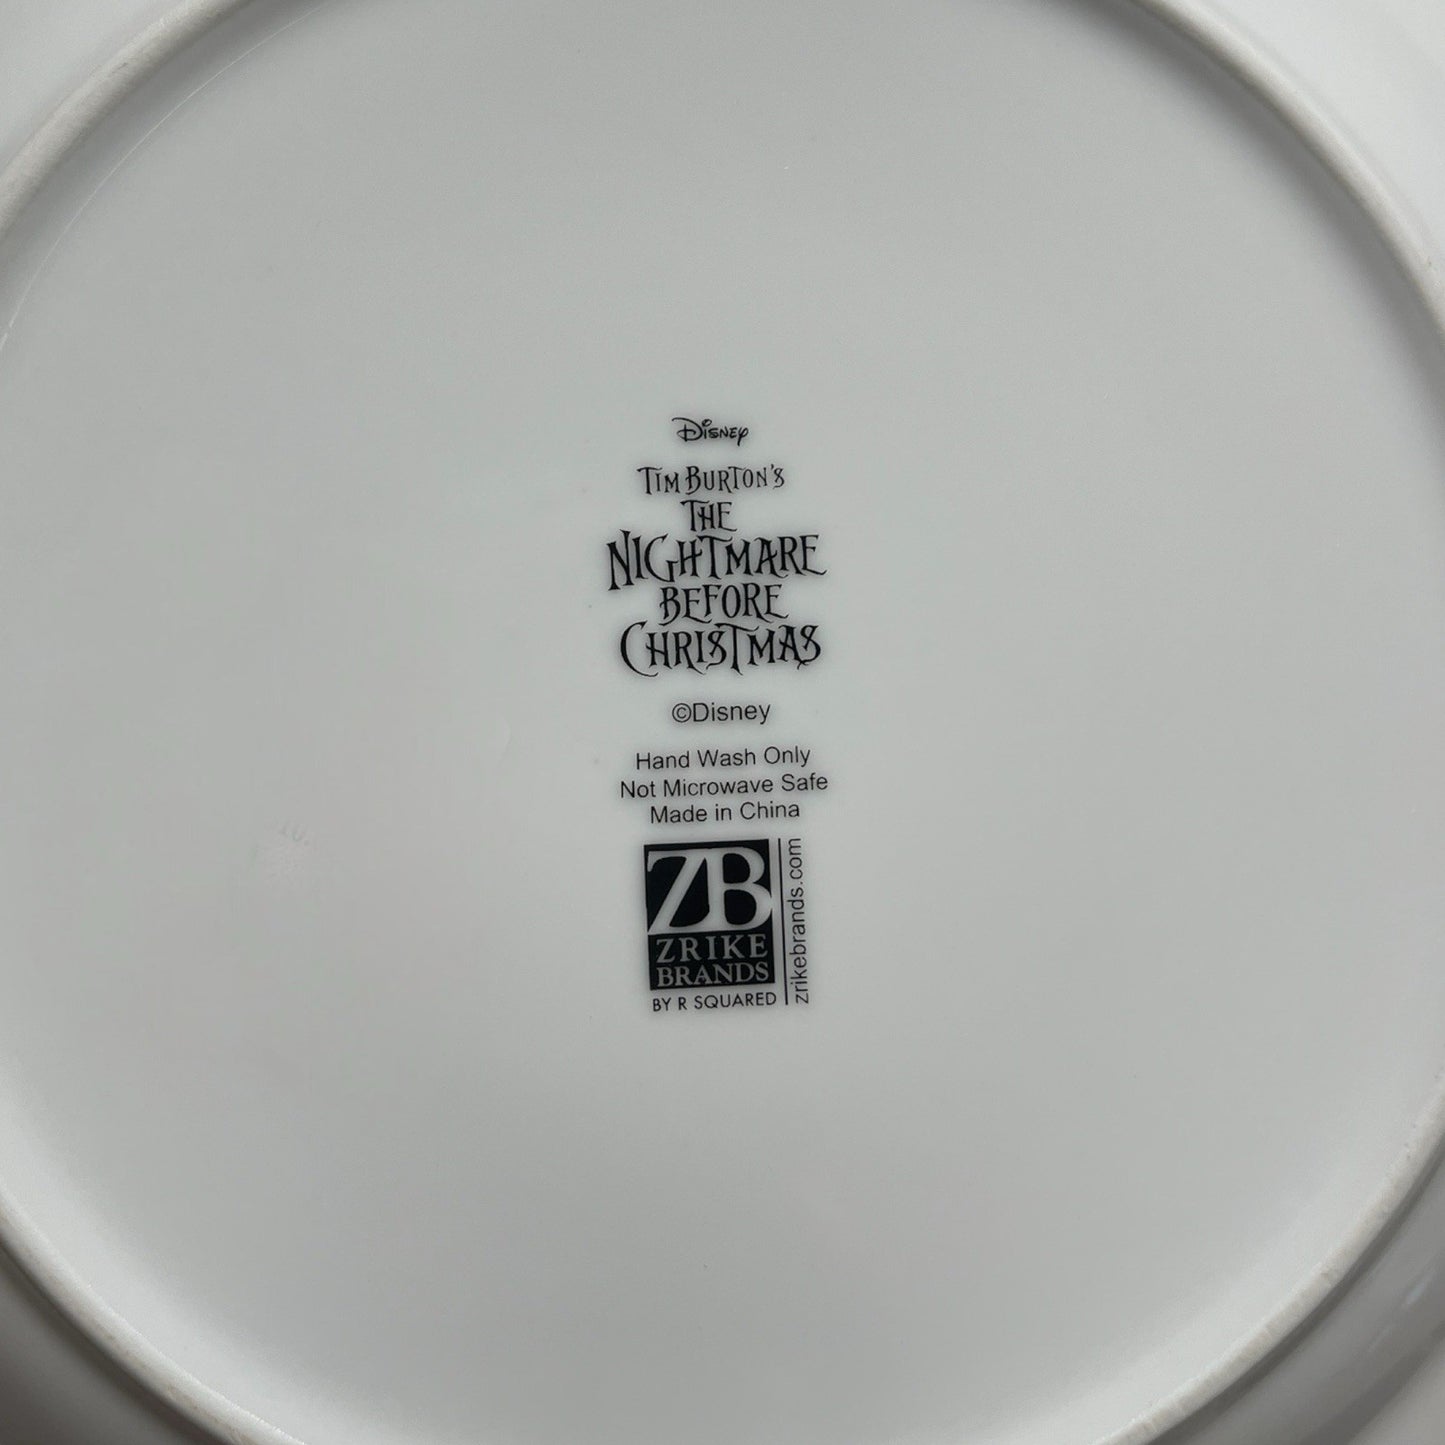 Disney
TIM BURTON'S
THE
NIGHTMARE
BEFORE
CHRISTMAS
©Disney
Hand Wash Only
Not Microwave Safe
Made in China
ZB
ZRIKE
BRANDS
BY R SQUARED
zrikebrands.com